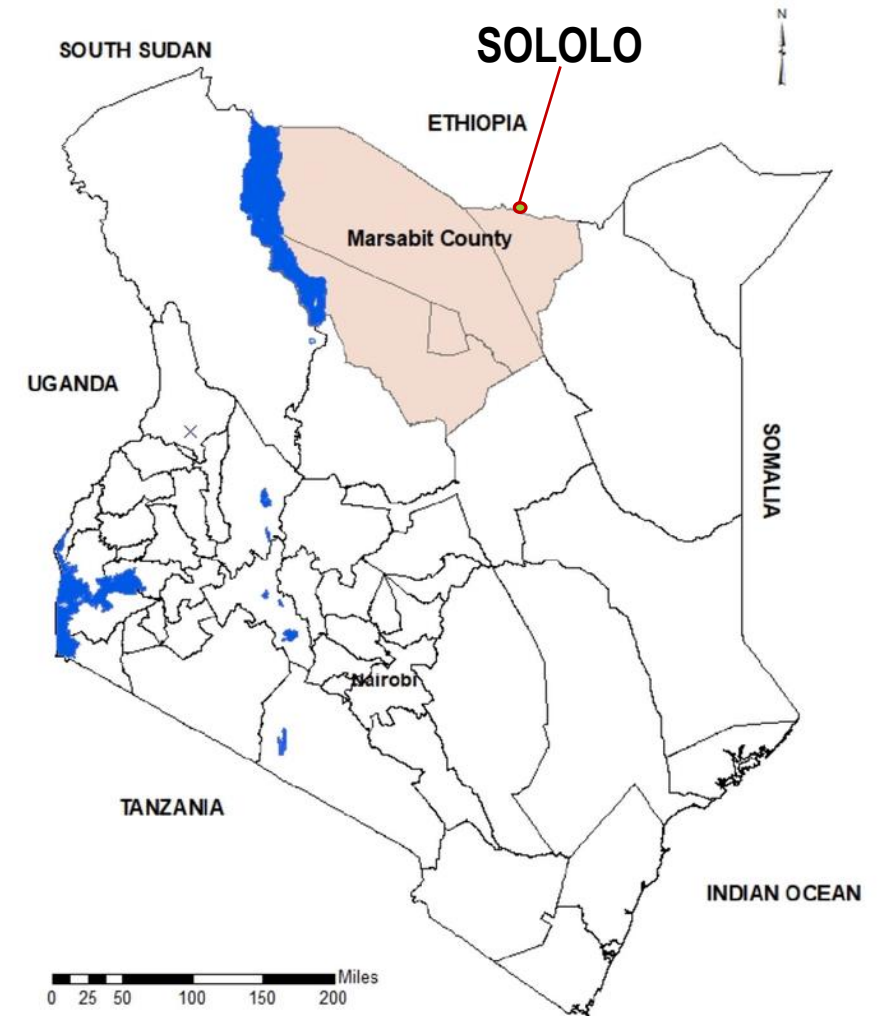 N
SOUTH SUDAN
SOLOLO
ETHIOPIA
Marsabit County
UGANDA
SOMALIA
Nairobi
TANZANIA
INDIAN OCEAN
Miles
0 25 50 100 150 200